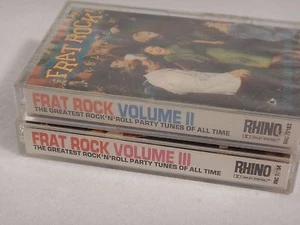 FRAT ROCK
FRAT ROCK VOLUME II
THE GREATEST ROCK'N'ROLL PARTY TUNES OF ALL TIME
RHINO
FRAT ROCK VOLUME III
THE GREATEST ROCK'N'ROLL PARTY TUNES OF ALL TIME
RHINO